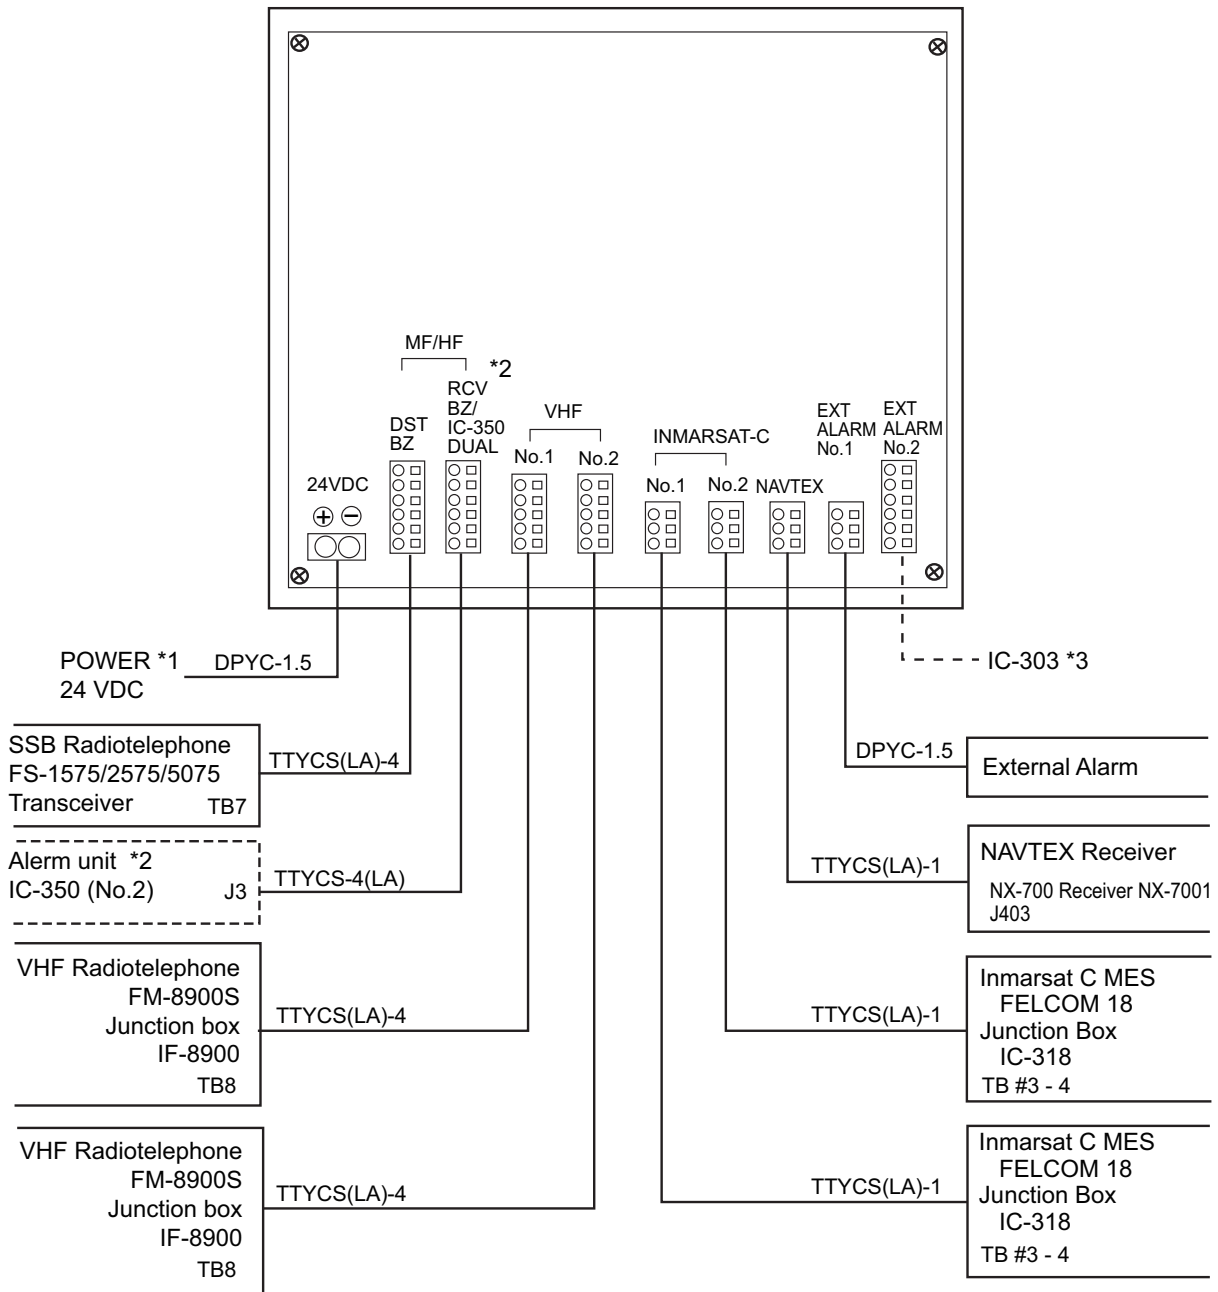 MF/HF
*2
DST
BZ
RCV
BZ/
IC-350
DUAL
VHF
No.1
No.2
INMARSAT-C
No.1
No.2
NAVTEX
EXT
ALARM
No.1
EXT
ALARM
No.2
24VDC
+ −
POWER *1
24 VDC
DPYC-1.5
IC-303 *3
SSB Radiotelephone
FS-1575/2575/5075
Transceiver TB7
TTYCS(LA)-4
DPYC-1.5
External Alarm
Alerm unit *2
IC-350 (No.2) J3
TTYCS-4(LA)
TTYCS(LA)-1
NAVTEX Receiver
NX-700 Receiver NX-7001
J403
VHF Radiotelephone
FM-8900S
Junction box
IF-8900
TB8
TTYCS(LA)-4
TTYCS(LA)-1
Inmarsat C MES
FELCOM 18
Junction Box
IC-318
TB #3 - 4
VHF Radiotelephone
FM-8900S
Junction box
IF-8900
TB8
TTYCS(LA)-4
TTYCS(LA)-1
Inmarsat C MES
FELCOM 18
Junction Box
IC-318
TB #3 - 4